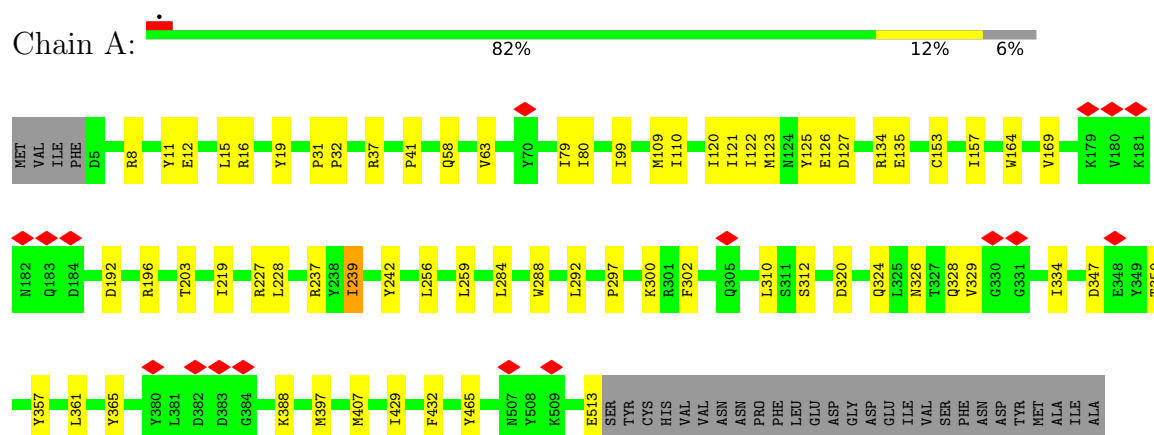 Chain A:
82% 12% 6%
MET VAL ILE PHE D5 R8 Y11 E12 L15 R16 Y19 P31 P32 R37 P41 Q58 V63 Y70 I79 I80 I99 M109 I110 I120 I121 I122 M123 N124 Y125 E126 D127 R134 E135 C153 I157 W164 V169 K179 V180 K181
N182 Q183 D184 D192 R196 T203 I219 R227 L228 R237 Y238 I239 Y242 L256 L259 L284 W288 L292 P297 K300 R301 F302 Q305 L310 S311 S312 D320 Q324 L325 N326 T327 Q328 V329 G330 G331 I334 D347 E348 Y349 T350
Y357 L361 Y365 Y380 L381 D382 D383 G384 K388 M397 M407 I429 F432 Y465 N507 Y508 K509 E513 SER TYR CYS HIS VAL VAL ASN ASN PRO PHE LEU GLU ASP GLY ASP GLU ILE VAL SER PHE ASN ASP TYR MET ALA ILE ALA